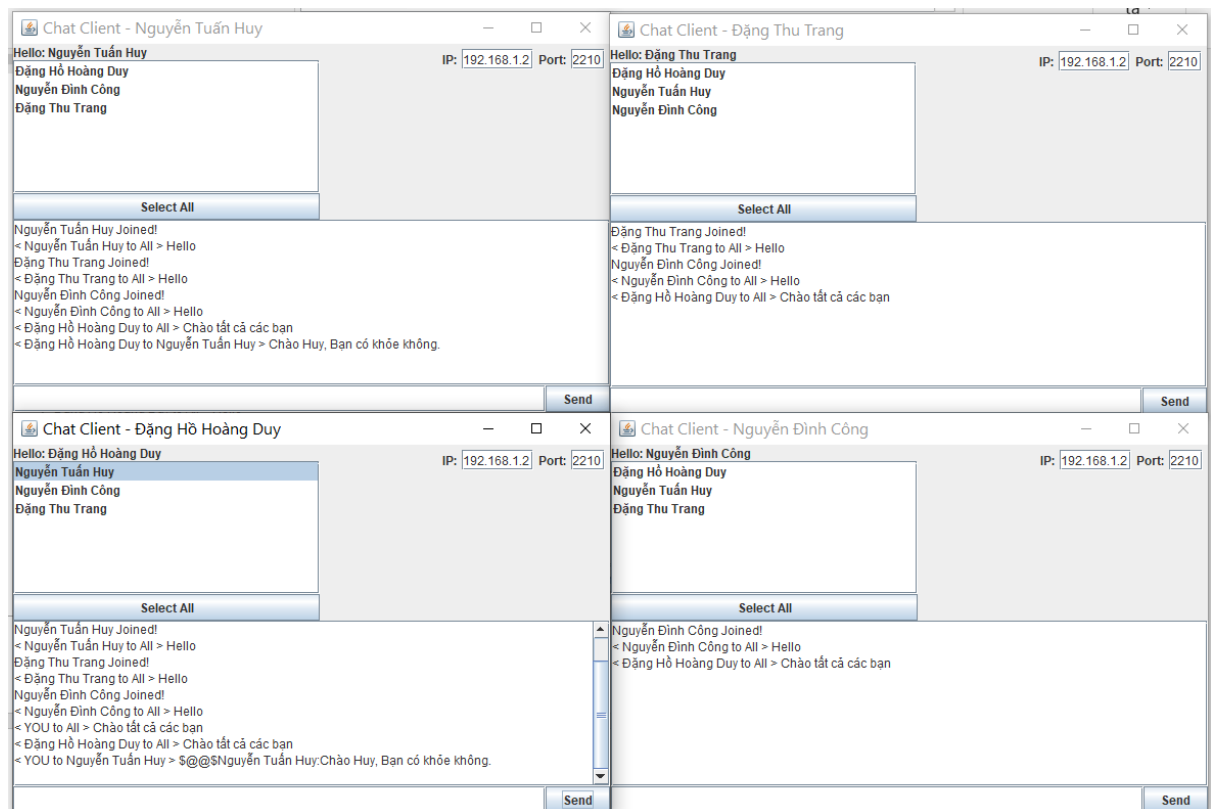 Chat Client - Nguyễn Tuấn Huy
Hello: Nguyễn Tuấn Huy
IP: 192.168.1.2 Port: 2210
Đặng Hồ Hoàng Duy
Nguyễn Đình Công
Đặng Thu Trang
Select All
Nguyễn Tuấn Huy Joined!
< Nguyễn Tuấn Huy to All > Hello
Đặng Thu Trang Joined!
< Đặng Thu Trang to All > Hello
Nguyễn Đình Công Joined!
< Nguyễn Đình Công to All > Hello
< Đặng Hồ Hoàng Duy to All > Chào tất cả các bạn
< Đặng Hồ Hoàng Duy to Nguyễn Tuấn Huy > Chào Huy, Bạn có khỏe không.
Send
Chat Client - Đặng Thu Trang
Hello: Đặng Thu Trang
IP: 192.168.1.2 Port: 2210
Đặng Hồ Hoàng Duy
Nguyễn Tuấn Huy
Nguyễn Đình Công
Select All
Đặng Thu Trang Joined!
< Đặng Thu Trang to All > Hello
Nguyễn Đình Công Joined!
< Nguyễn Đình Công to All > Hello
< Đặng Hồ Hoàng Duy to All > Chào tất cả các bạn
Send
Chat Client - Đặng Hồ Hoàng Duy
Hello: Đặng Hồ Hoàng Duy
IP: 192.168.1.2 Port: 2210
Nguyễn Tuấn Huy
Nguyễn Đình Công
Đặng Thu Trang
Select All
Nguyễn Tuấn Huy Joined!
< Nguyễn Tuấn Huy to All > Hello
Đặng Thu Trang Joined!
< Đặng Thu Trang to All > Hello
Nguyễn Đình Công Joined!
< Nguyễn Đình Công to All > Hello
< YOU to All > Chào tất cả các bạn
< Đặng Hồ Hoàng Duy to All > Chào tất cả các bạn
< YOU to Nguyễn Tuấn Huy > $@@$Nguyễn Tuấn Huy:Chào Huy, Bạn có khỏe không.
Send
Chat Client - Nguyễn Đình Công
Hello: Nguyễn Đình Công
IP: 192.168.1.2 Port: 2210
Đặng Hồ Hoàng Duy
Nguyễn Tuấn Huy
Đặng Thu Trang
Select All
Nguyễn Đình Công Joined!
< Nguyễn Đình Công to All > Hello
< Đặng Hồ Hoàng Duy to All > Chào tất cả các bạn
Send